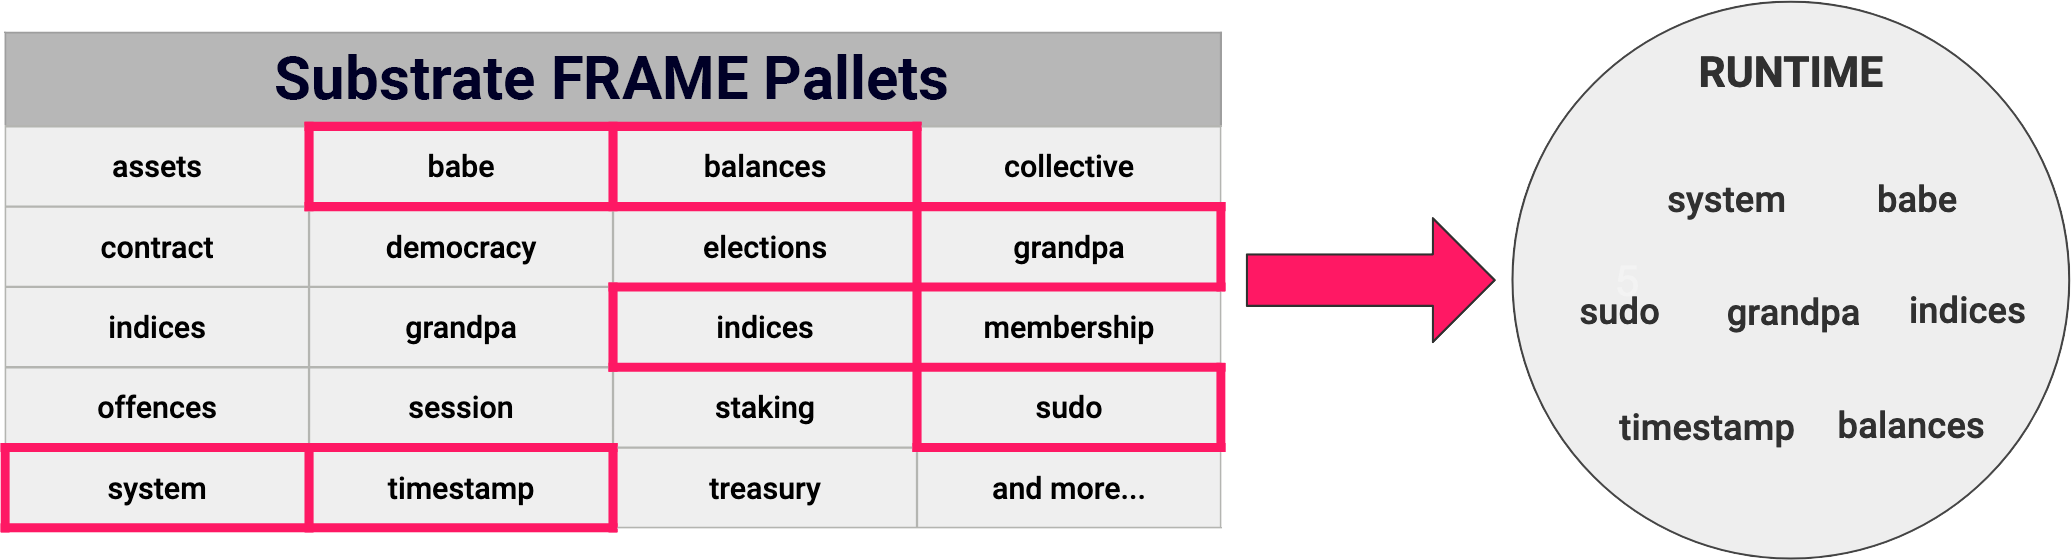 Substrate FRAME Pallets
assets babe balances collective
contract democracy elections grandpa
indices grandpa indices membership
offences session staking sudo
system timestamp treasury and more...
RUNTIME
system babe
5
sudo grandpa indices
timestamp balances